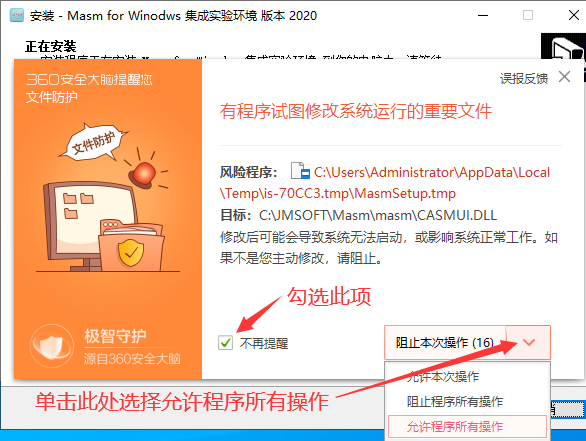 安装 - Masm for Winodws 集成实验环境 版本 2020
正在安装
360安全大脑提醒您
文件防护
误报反馈
文件防护
有程序试图修改系统运行的重要文件
风险程序: C:\Users\Administrator\AppData\Local
\Temp\is-70CC3.tmp\MasmSetup.tmp
目标: C:\JMSOFT\Masm\masm\CASMUI.DLL
修改后可能会导致系统无法启动，或影响系统正常工作。如
果不是您主动修改，请阻止。
勾选此项
不再提醒
阻止本次操作 (16)
极智守护
源自360安全大脑
允许本次操作
单击此处选择允许程序所有操作
阻止程序所有操作
允许程序所有操作